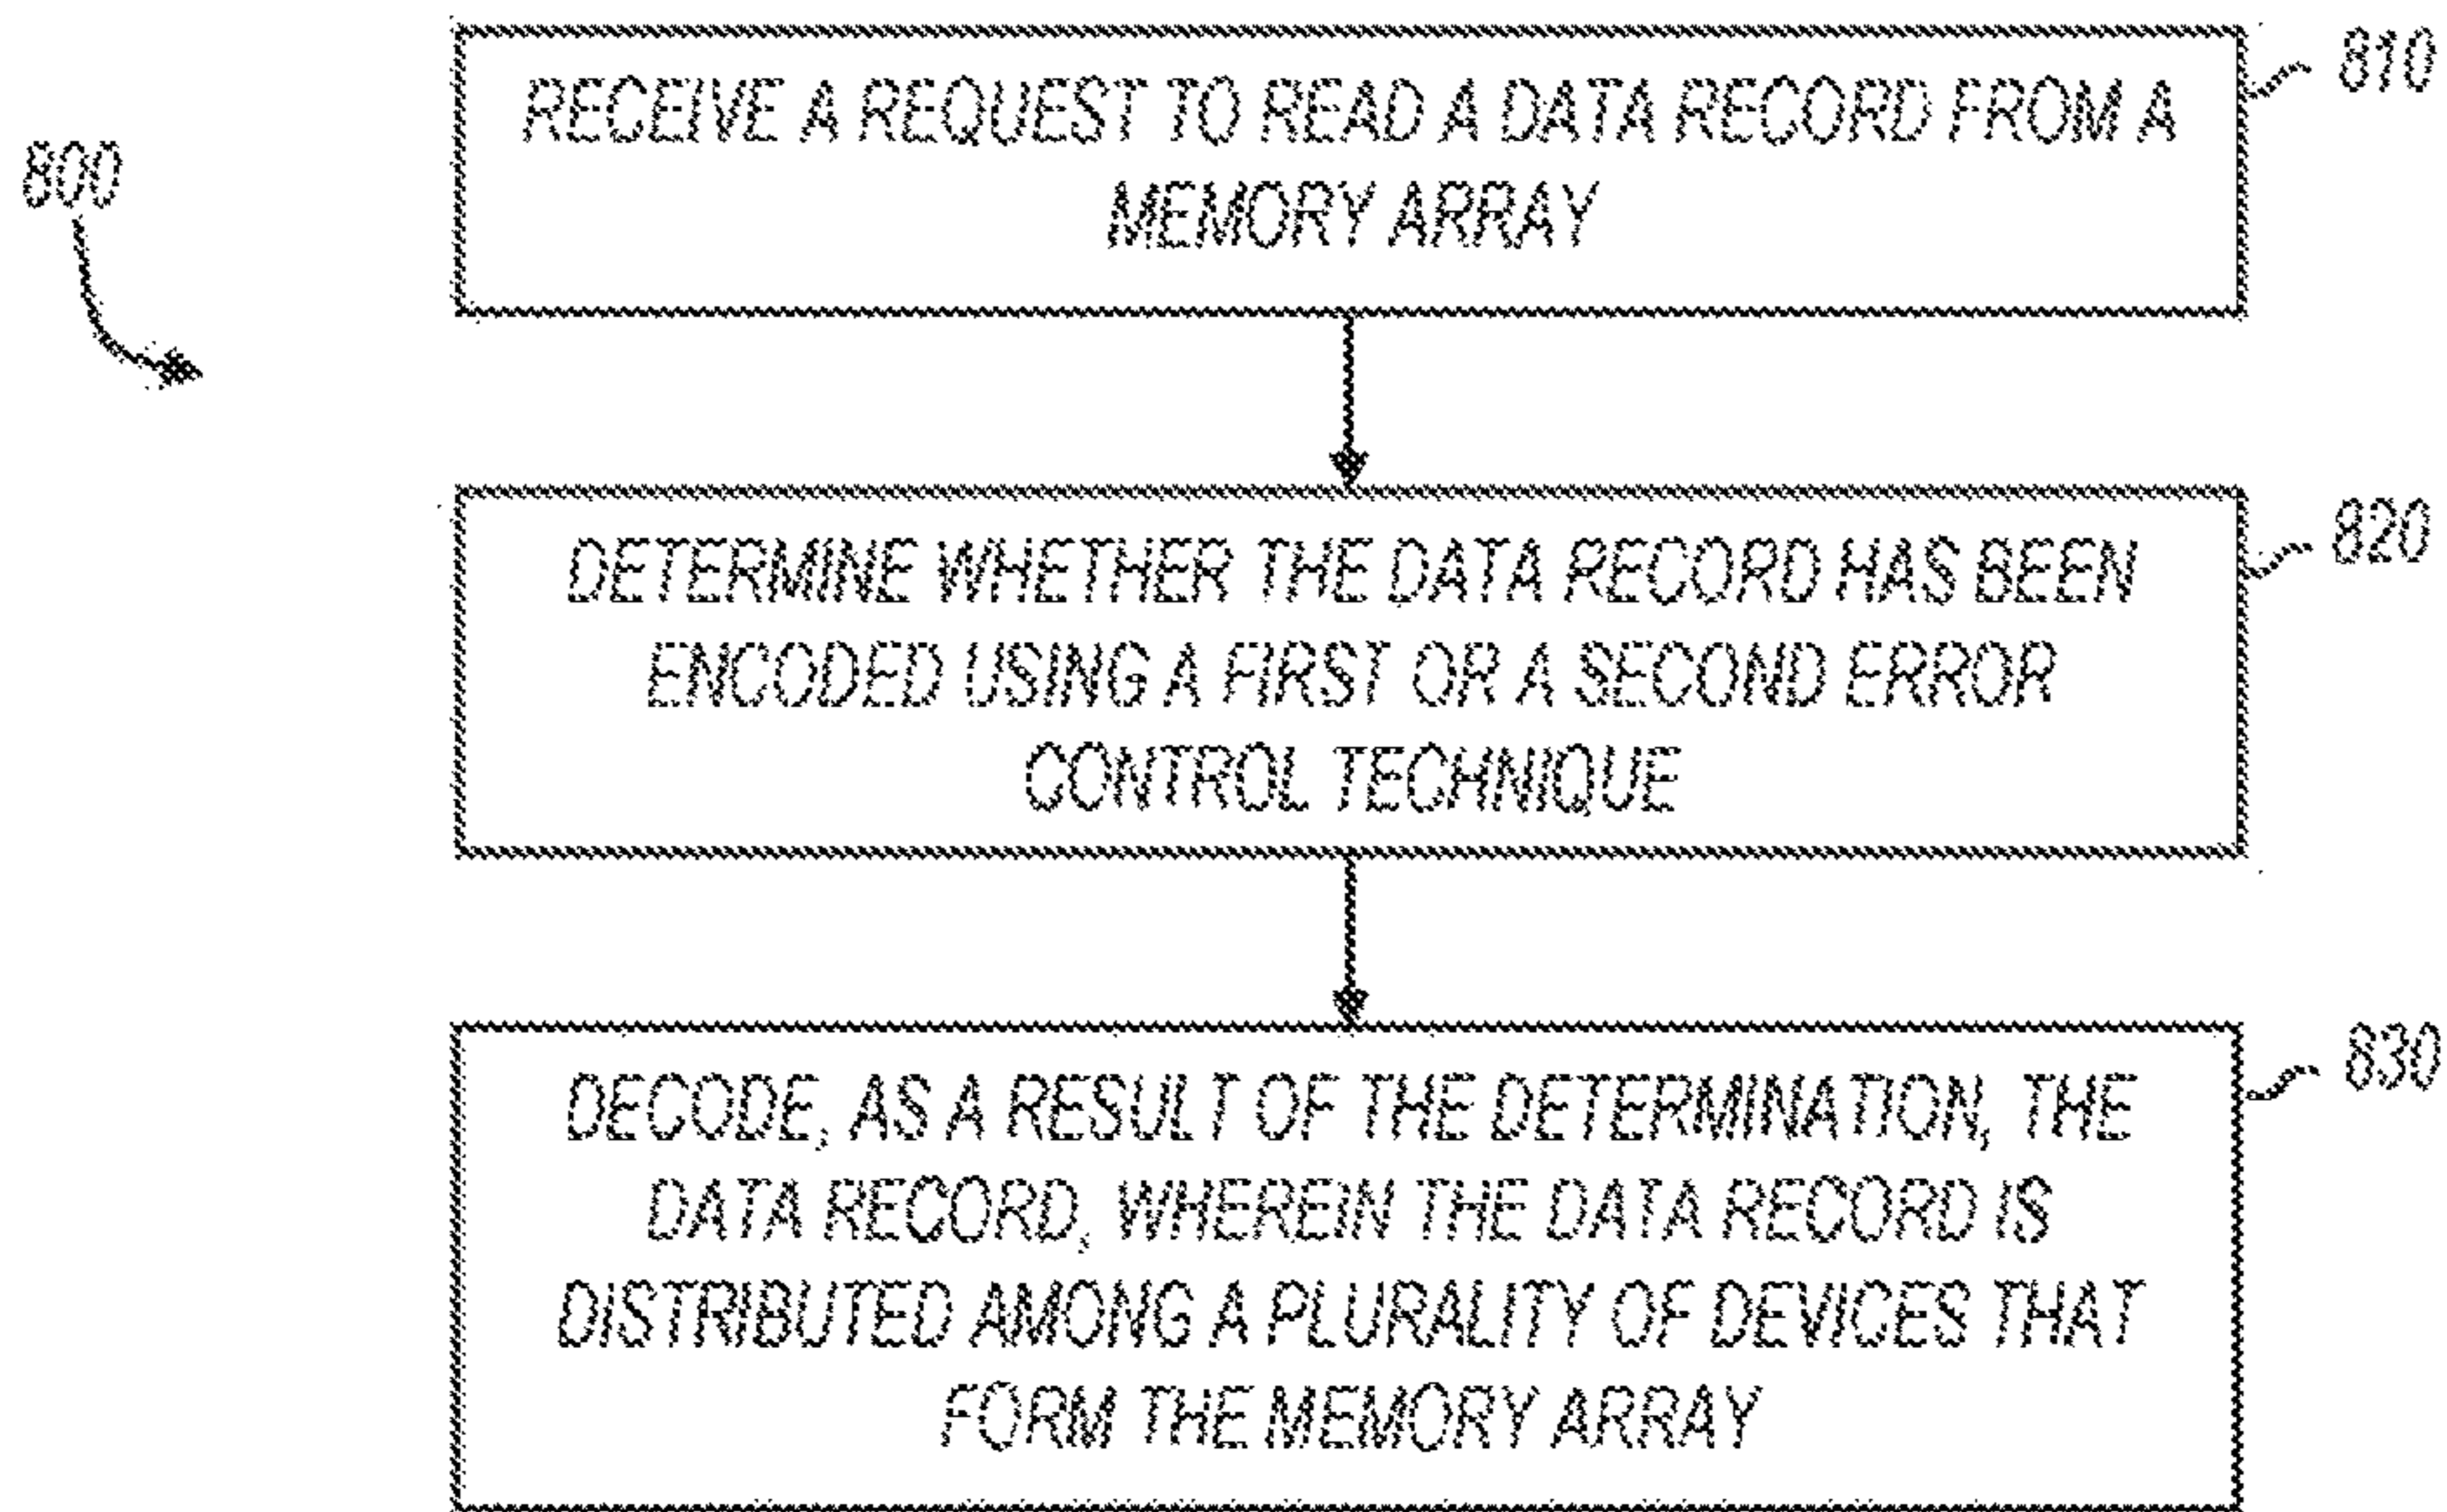 800
RECEIVE A REQUEST TO READ A DATA RECORD FROM A
MEMORY ARRAY
810
DETERMINE WHETHER THE DATA RECORD HAS BEEN
ENCODED USING A FIRST OR A SECOND ERROR
CONTROL TECHNIQUE
820
DECODE, AS A RESULT OF THE DETERMINATION, THE
DATA RECORD, WHEREIN THE DATA RECORD IS
DISTRIBUTED AMONG A PLURALITY OF DEVICES THAT
FORM THE MEMORY ARRAY
830